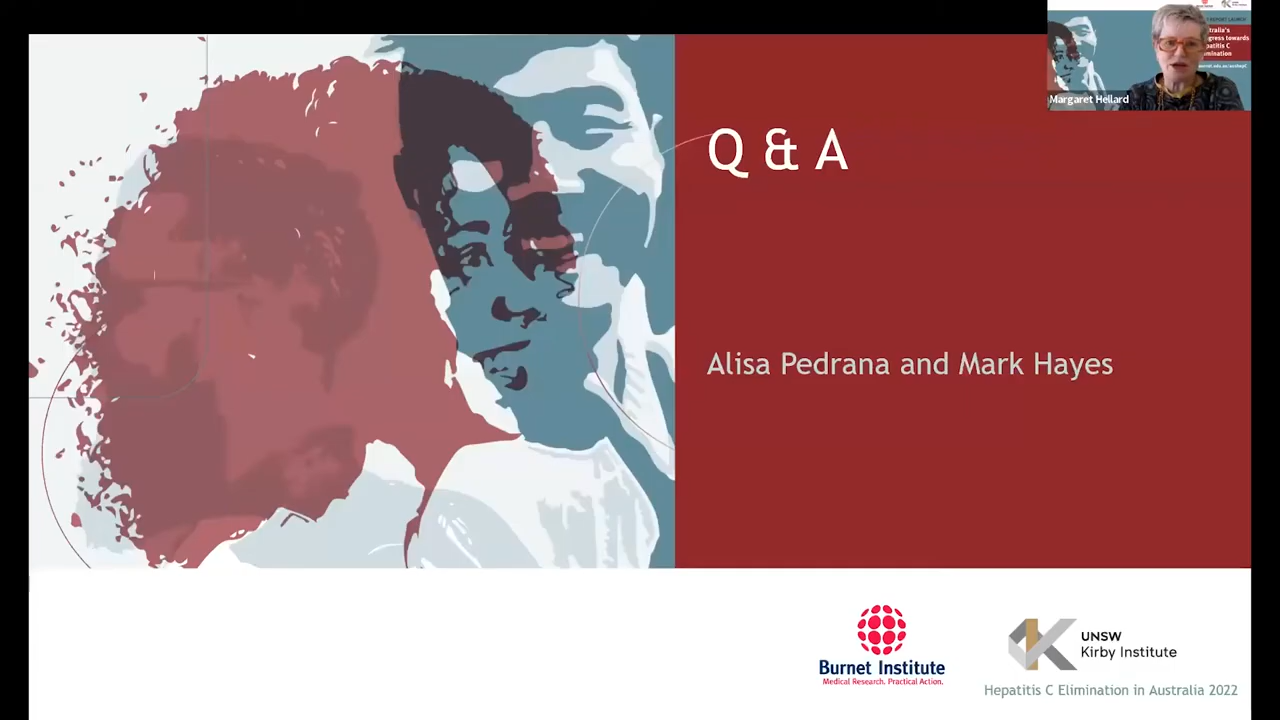 Margaret Hellard
Q & A
Alisa Pedrana and Mark Hayes
Burnet Institute
Medical Research. Practical Action.
UNSW
Kirby Institute
Hepatitis C Elimination in Australia 2022